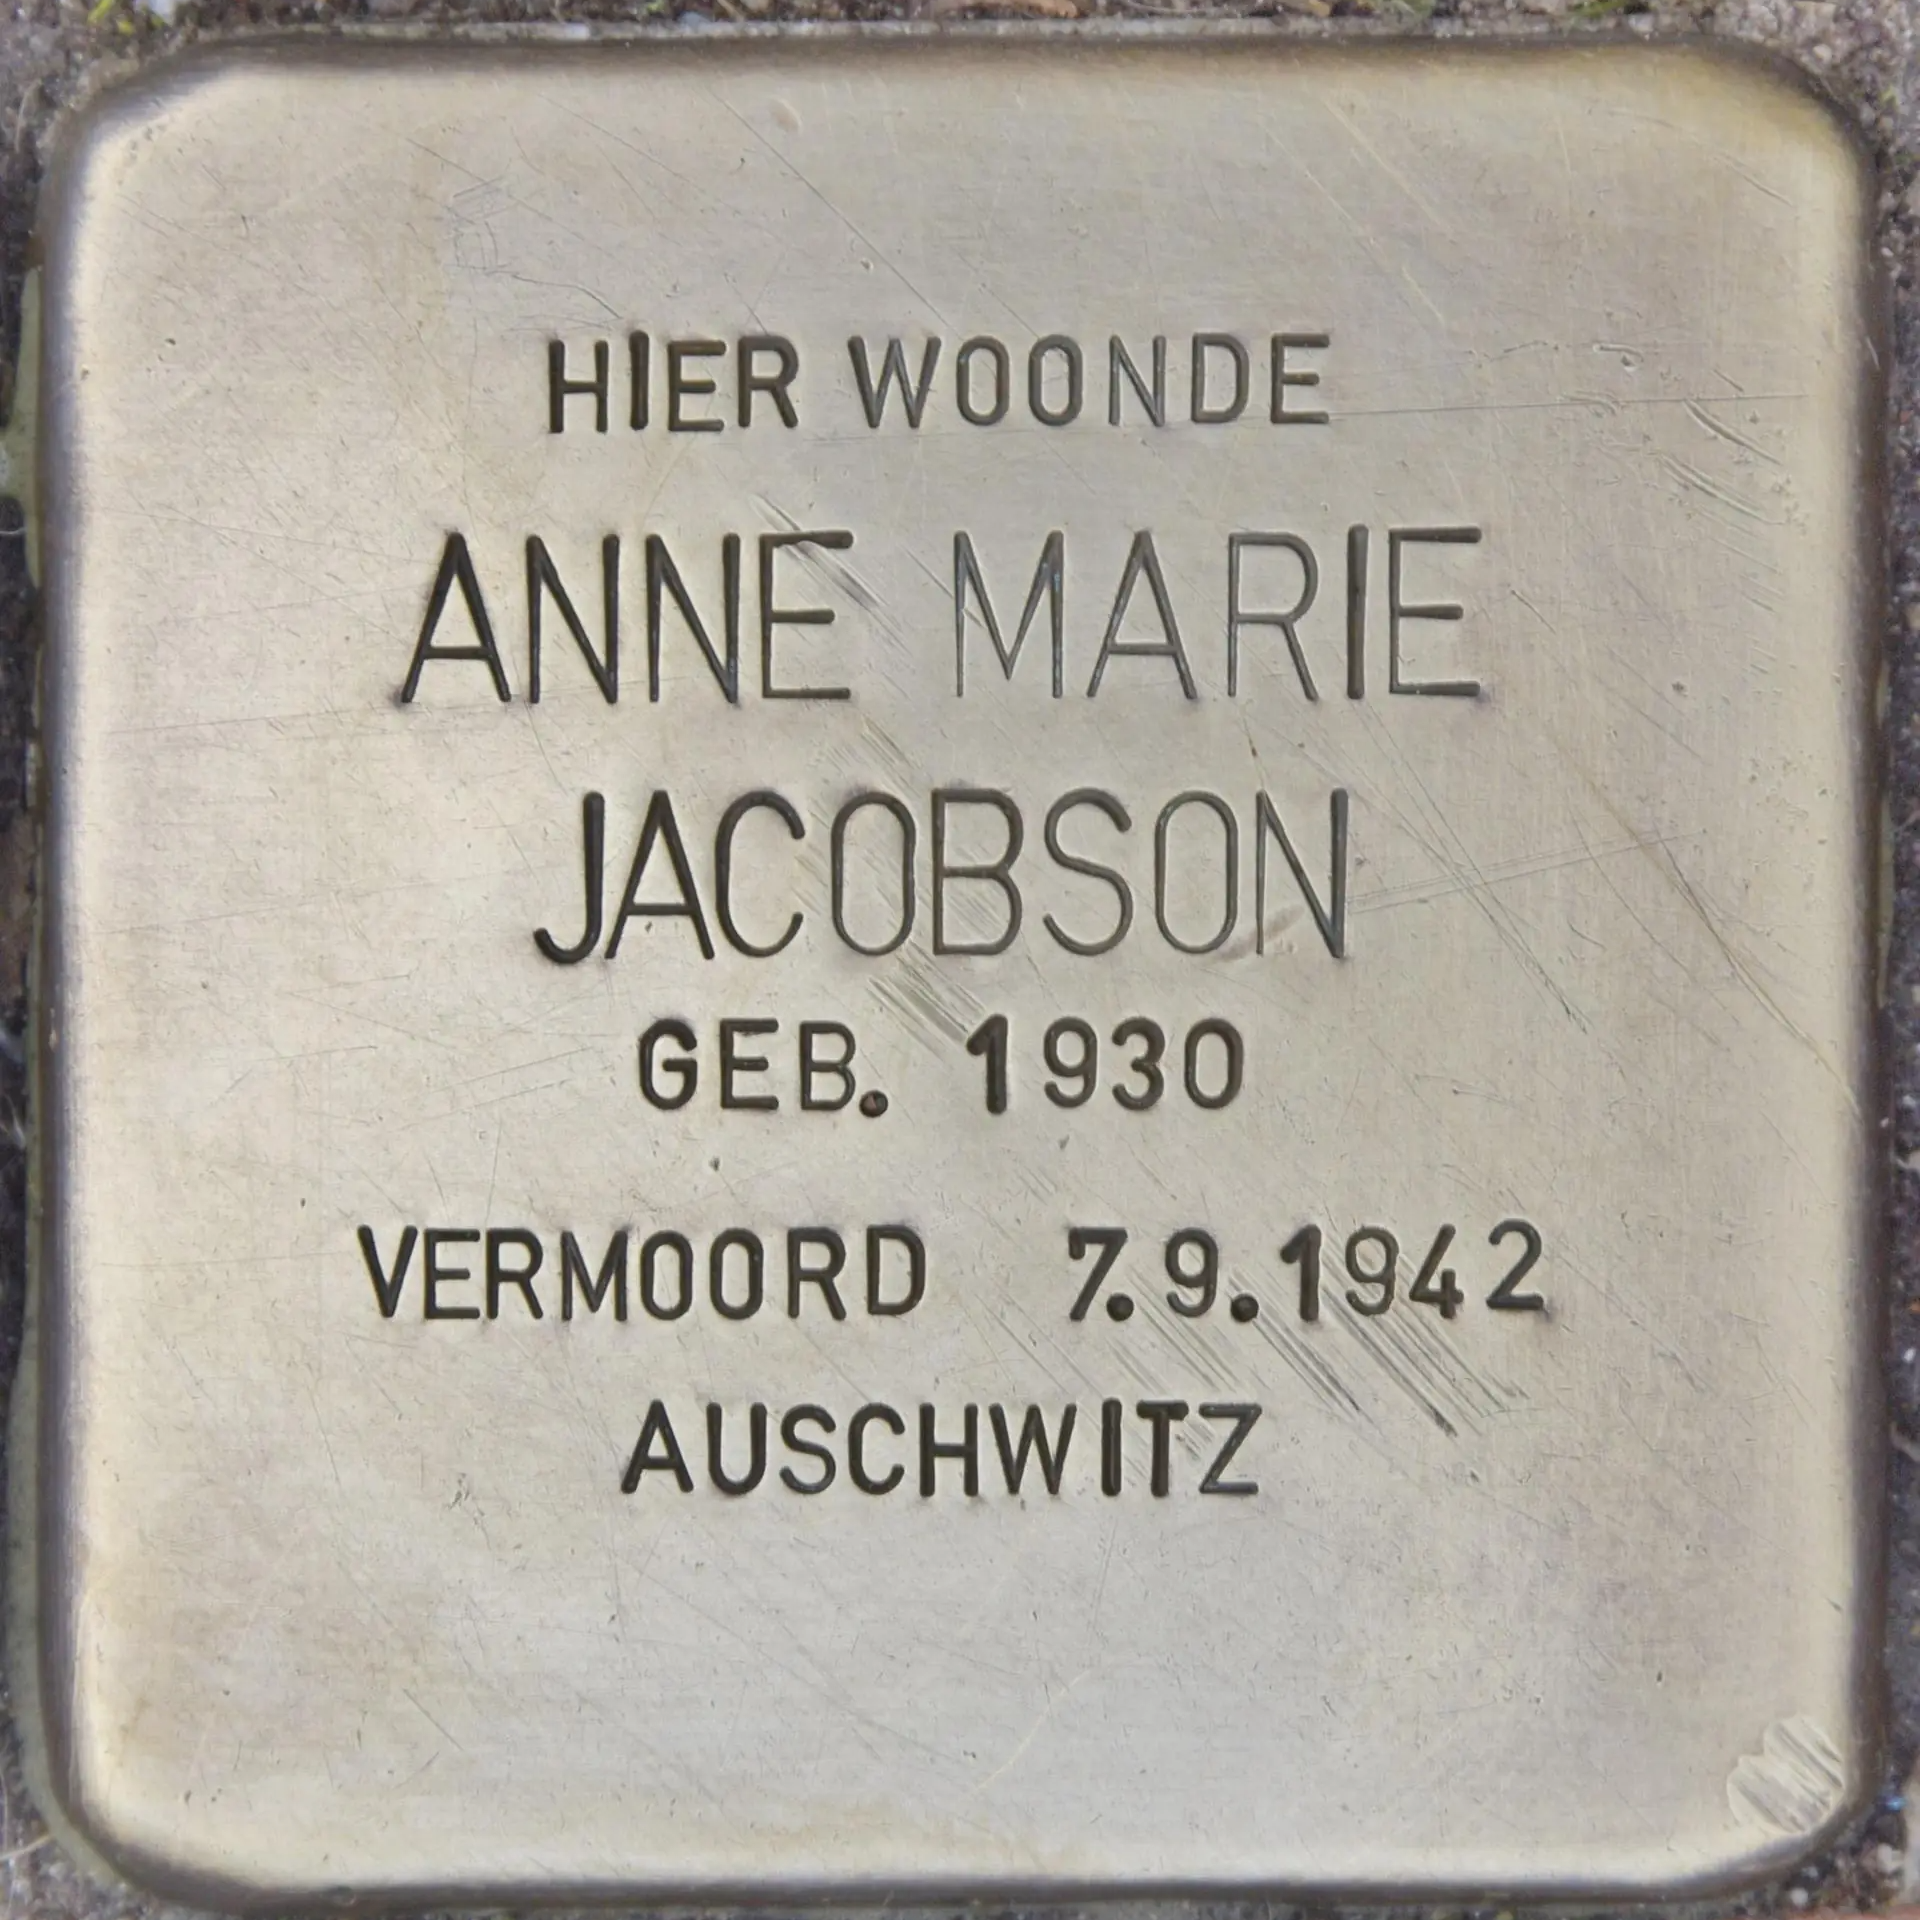 HIER WOONDE
ANNE MARIE
JACOBSON
GEB. 1930
VERMOORD 7.9.1942
AUSCHWITZ